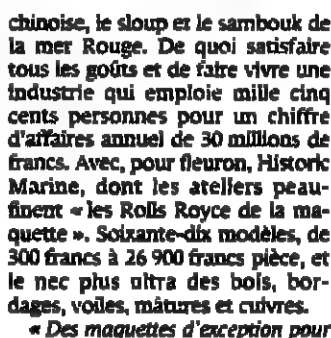 chinoise, le sloup et le sambouk de
la mer Rouge. De quoi satisfaire
tous les goûts et de faire vivre une
industrie qui emploie mille cinq
cents personnes pour un chiffre
d'affaires annuel de 30 millions de
francs. Avec, pour fleuron, Historic
Marine, dont les ateliers peau-
finent « les Rolls Royce de la ma-
quette ». Soixante-dix modèles, de
300 francs à 26 900 francs pièce, et
le nec plus ultra des bois, bor-
dages, voiles, mâtures et cuivres.
« Des maquettes d'exception pour